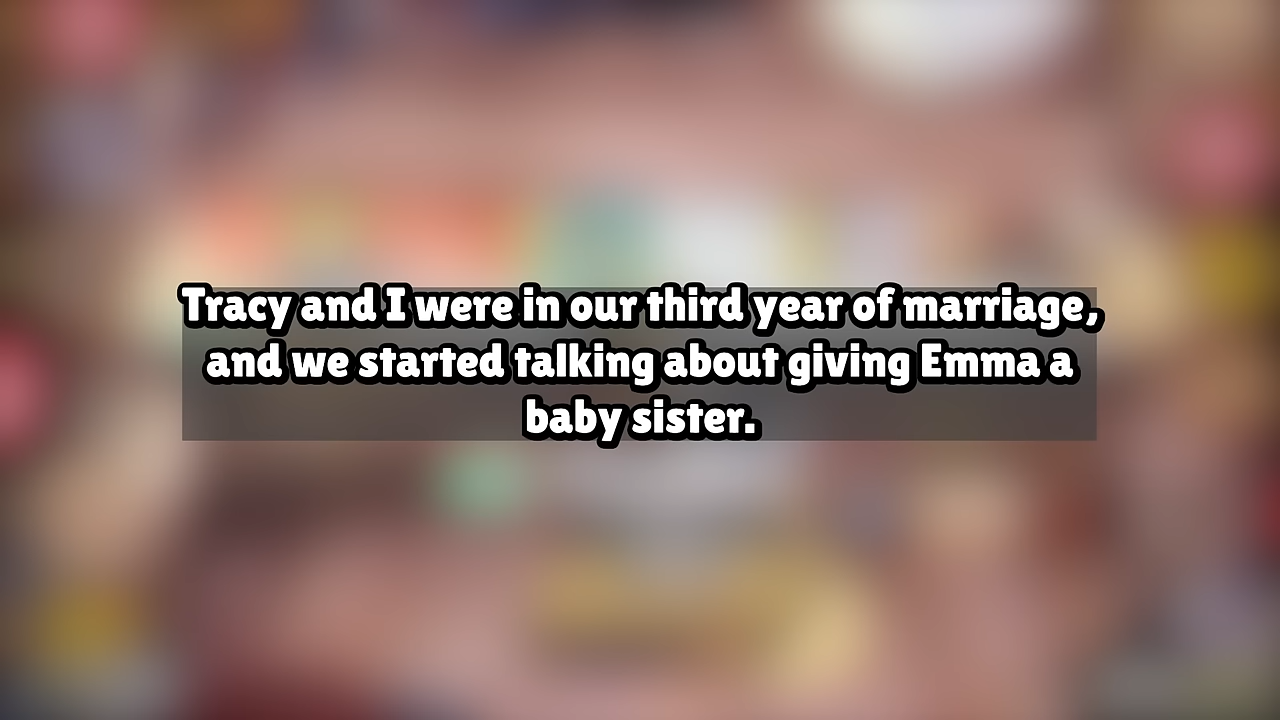 Tracy and I were in our third year of marriage,
and we started talking about giving Emma a
baby sister.